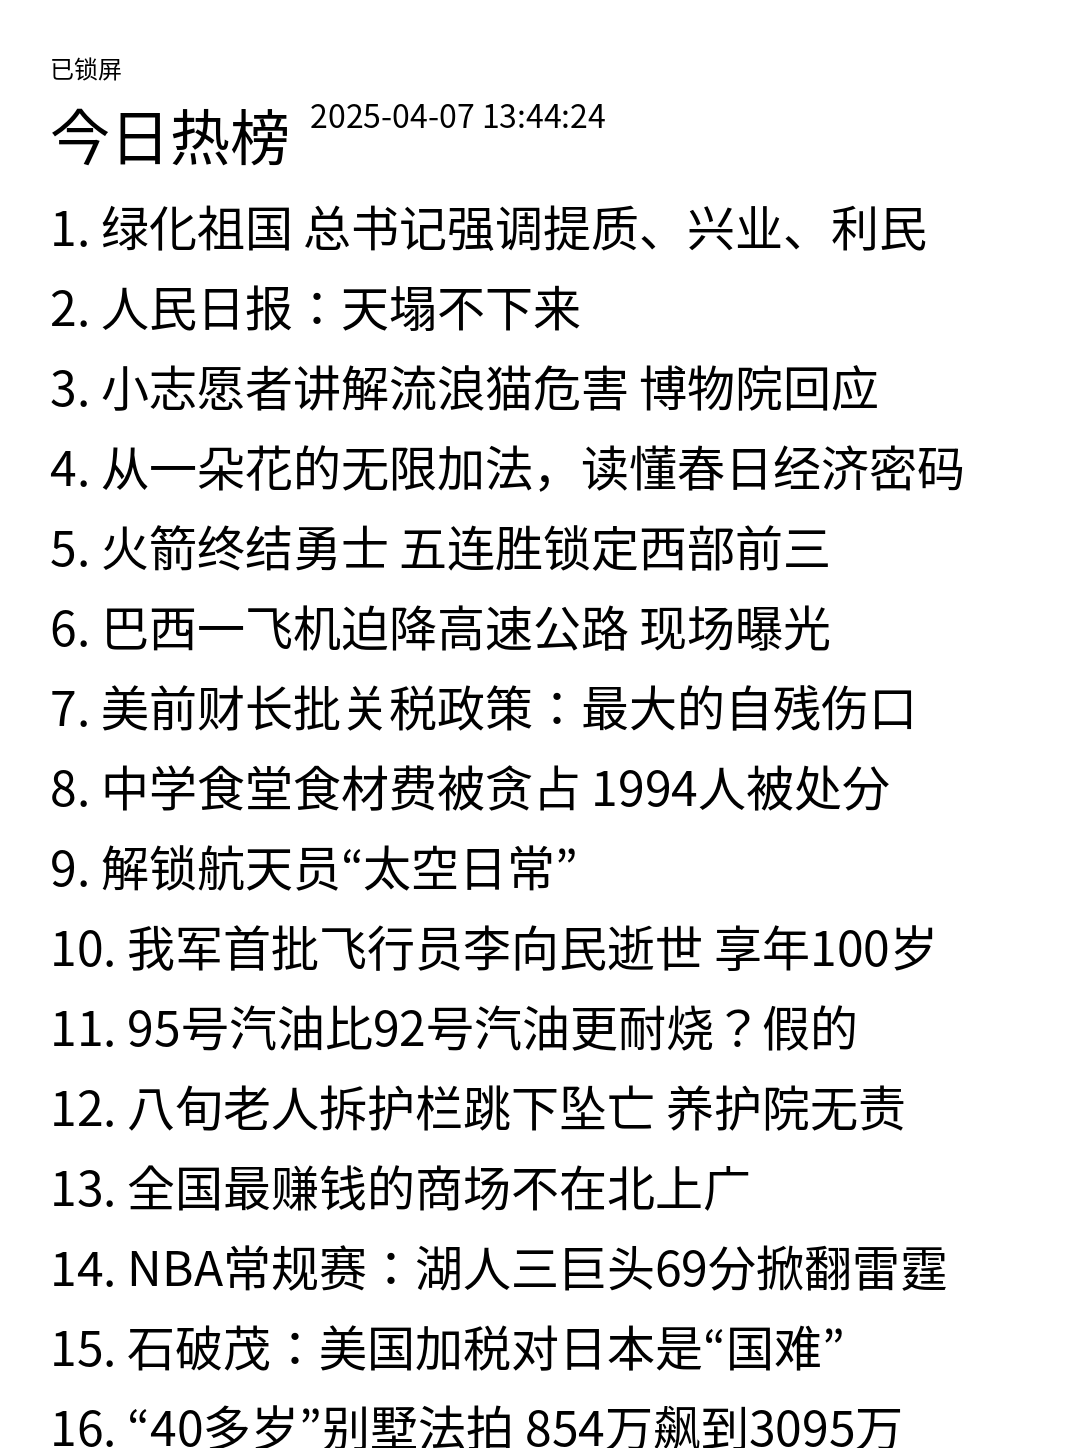 已锁屏
今日热榜 2025-04-07 13:44:24
1. 绿化祖国 总书记强调提质、兴业、利民
2. 人民日报：天塌不下来
3. 小志愿者讲解流浪猫危害 博物院回应
4. 从一朵花的无限加法，读懂春日经济密码
5. 火箭终结勇士 五连胜锁定西部前三
6. 巴西一飞机迫降高速公路 现场曝光
7. 美前财长批关税政策：最大的自残伤口
8. 中学食堂食材费被贪占 1994人被处分
9. 解锁航天员“太空日常”
10. 我军首批飞行员李向民逝世 享年100岁
11. 95号汽油比92号汽油更耐烧？假的
12. 八旬老人拆护栏跳下坠亡 养护院无责
13. 全国最赚钱的商场不在北上广
14. NBA常规赛：湖人三巨头69分掀翻雷霆
15. 石破茂：美国加税对日本是“国难”
16. “40多岁”别墅法拍 854万飙到3095万